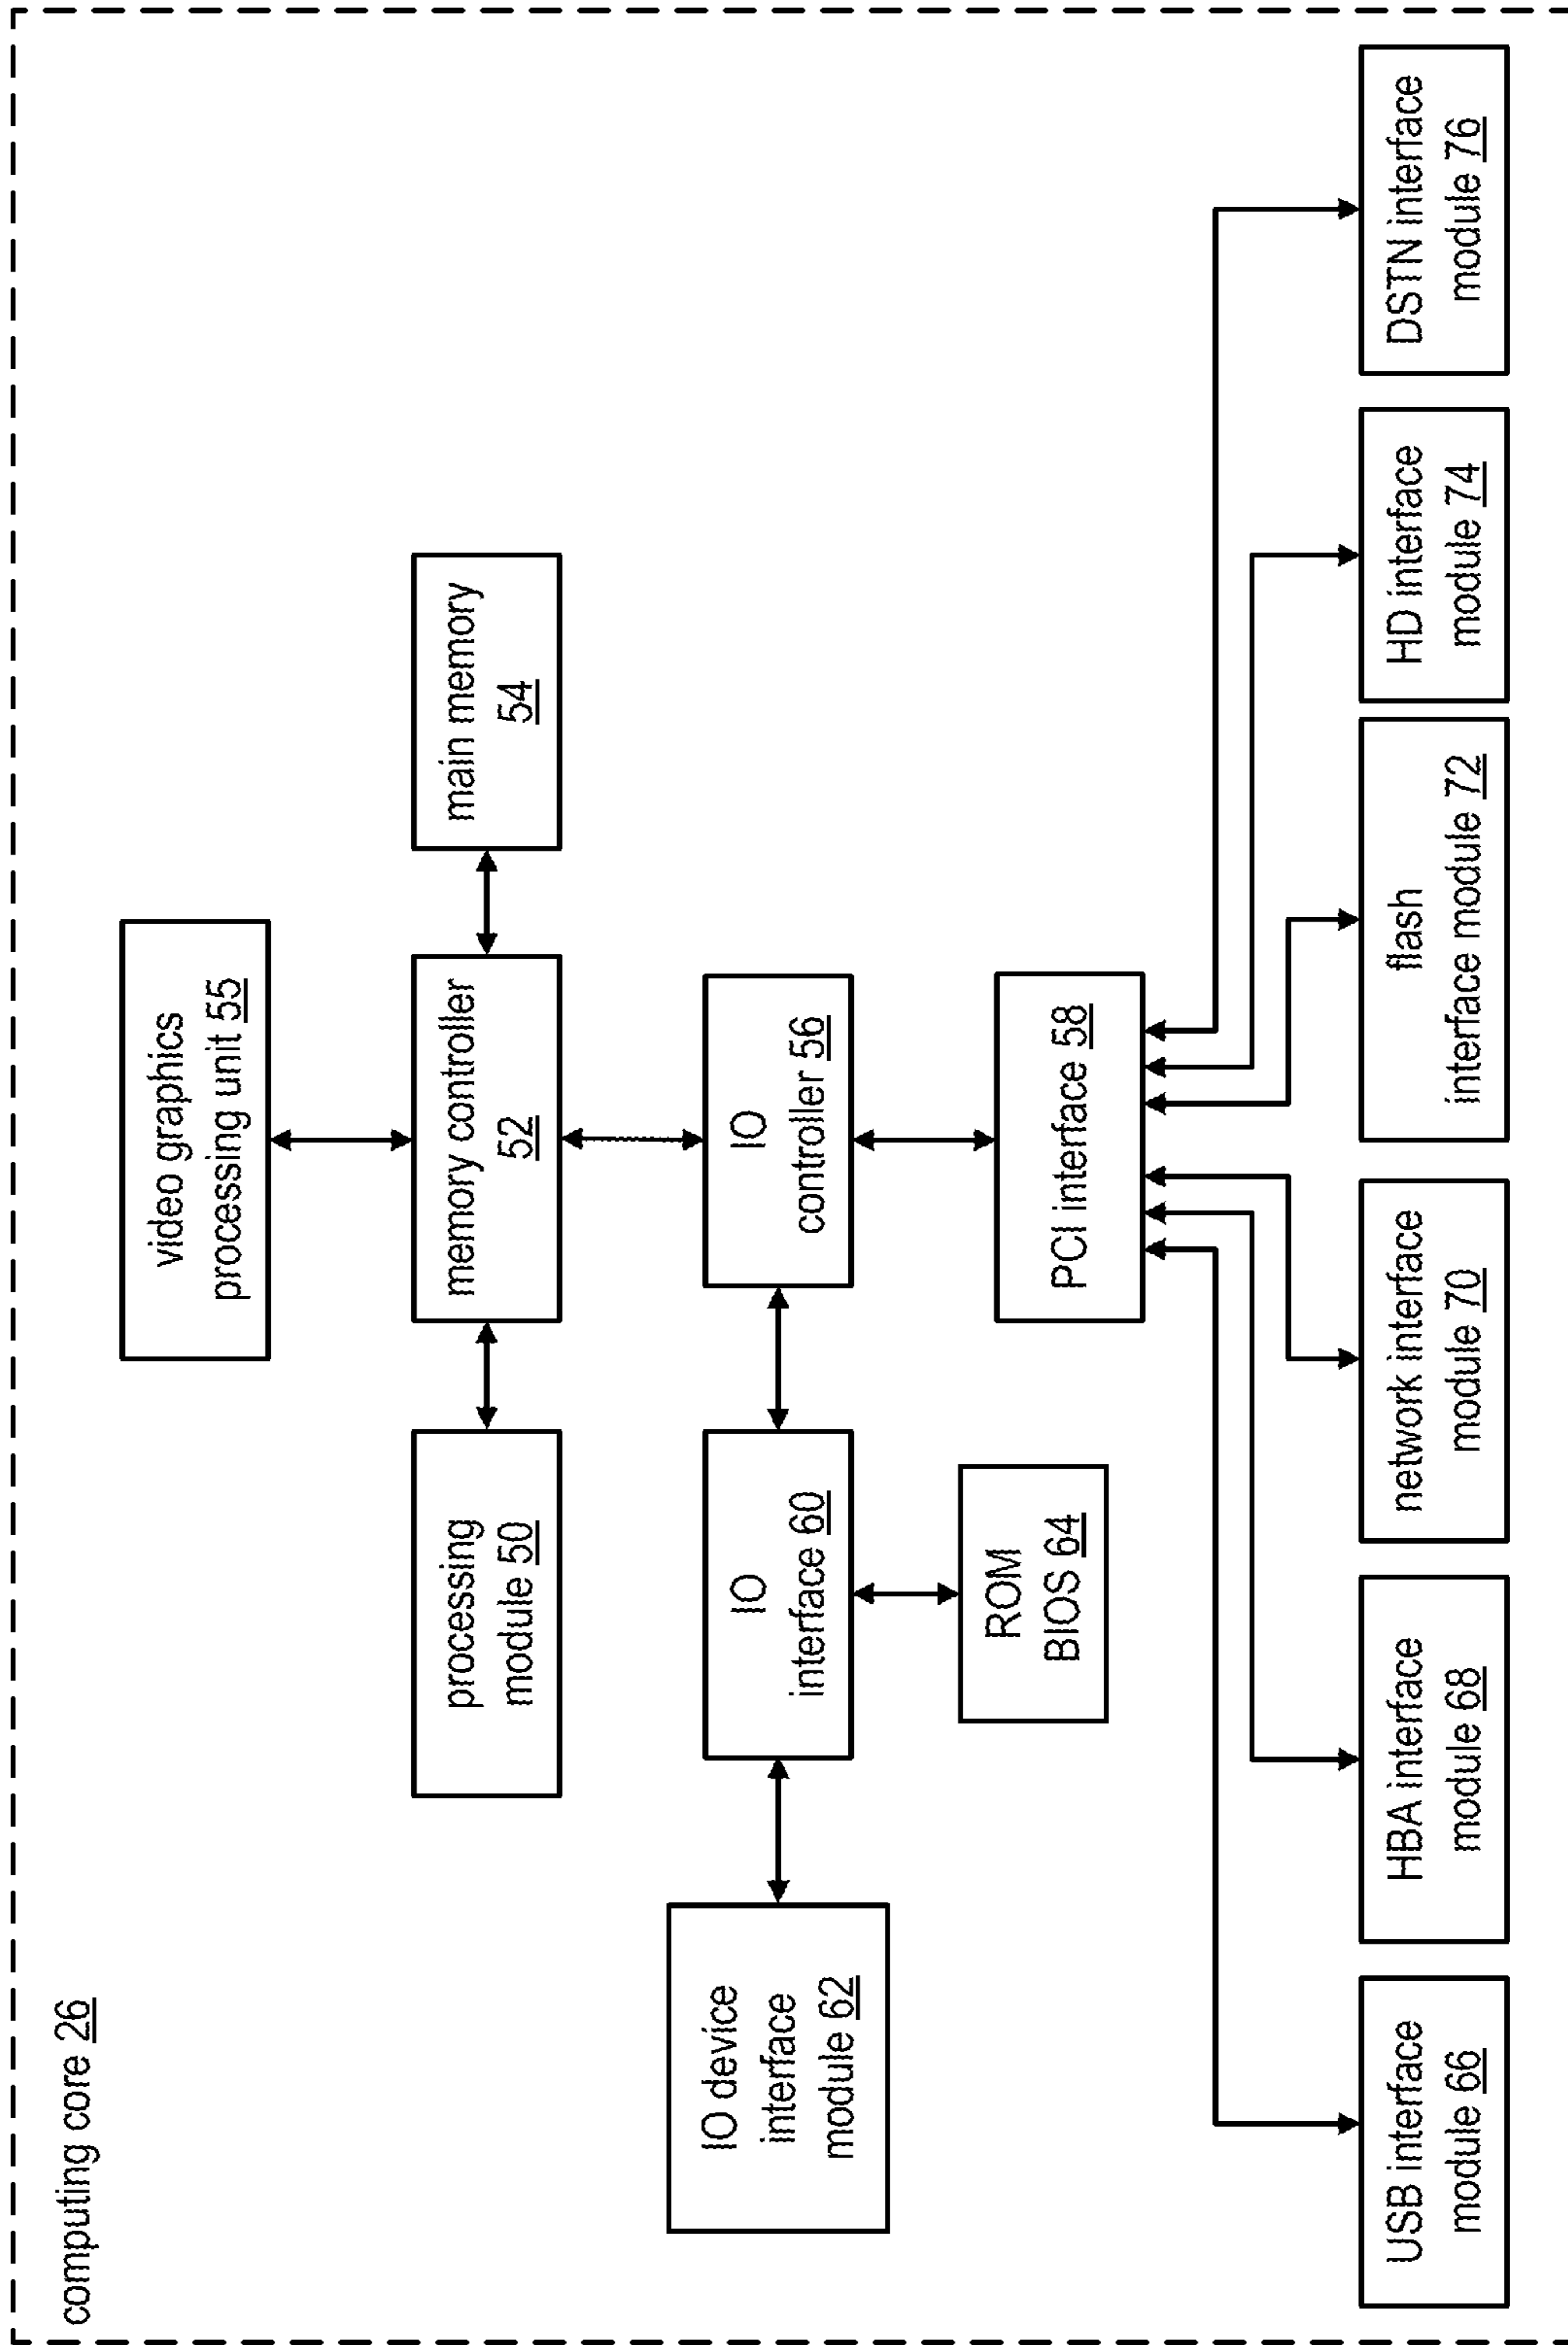 computing core 26
video graphics
processing unit 55
processing
module 50
memory controller
52
main memory
54
IO device
interface
module 62
IO
interface 60
IO
controller 56
ROM
BIOS 64
PCI interface 58
USB interface
module 66
HBA interface
module 68
network interface
module 70
flash
interface module 72
HD interface
module 74
DSTN interface
module 76